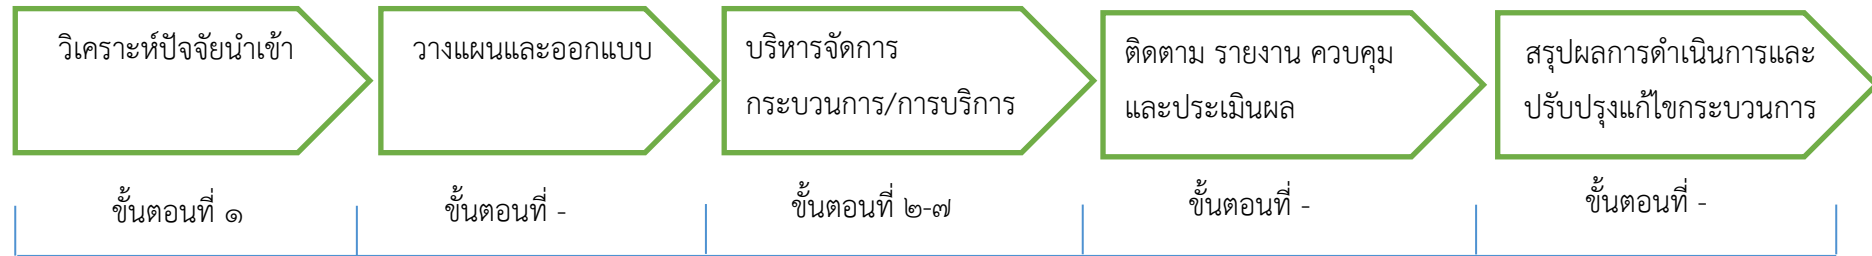 วิเคราะห์ปัจจัยนำเข้า
วางแผนและออกแบบ
บริหารจัดการ
กระบวนการ/การบริการ
ติดตาม รายงาน ควบคุม
และประเมินผล
สรุปผลการดำเนินการและ
ปรับปรุงแก้ไขกระบวนการ
ขั้นตอนที่ ๑
ขั้นตอนที่ -
ขั้นตอนที่ ๒-๗
ขั้นตอนที่ -
ขั้นตอนที่ -